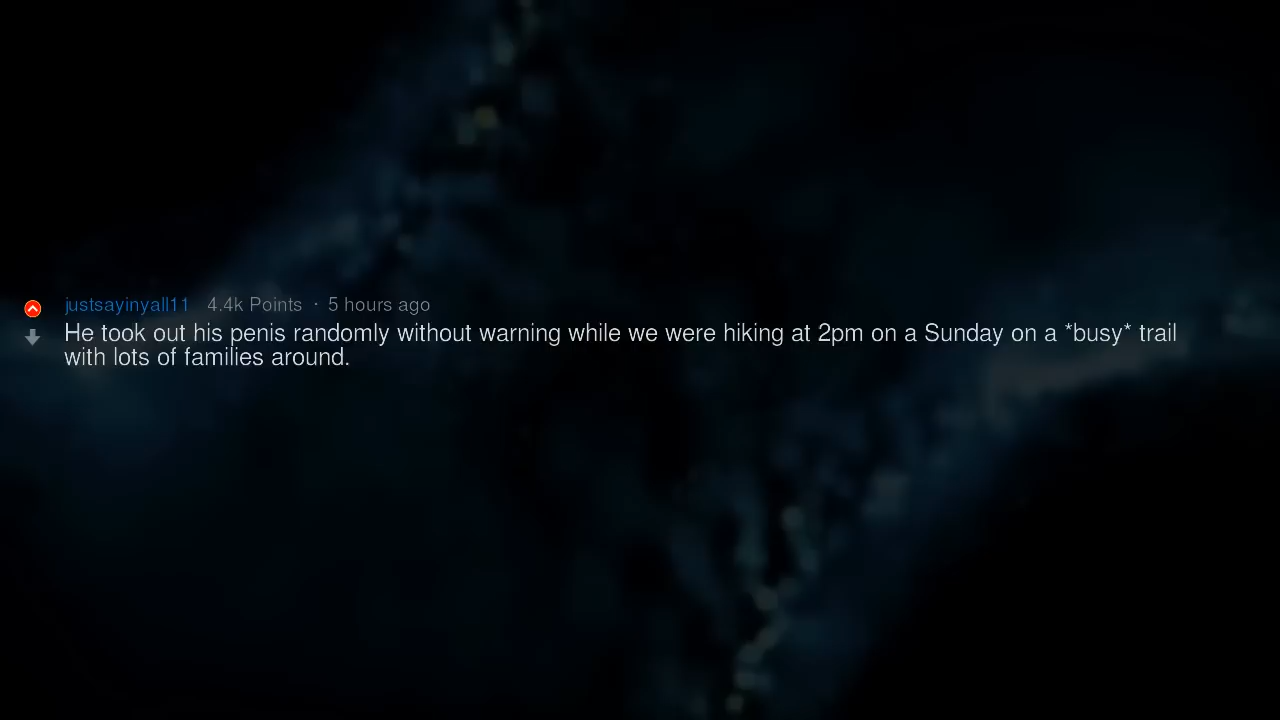 justsayinyall11 4.4k Points · 5 hours ago
He took out his penis randomly without warning while we were hiking at 2pm on a Sunday on a *busy* trail
with lots of families around.